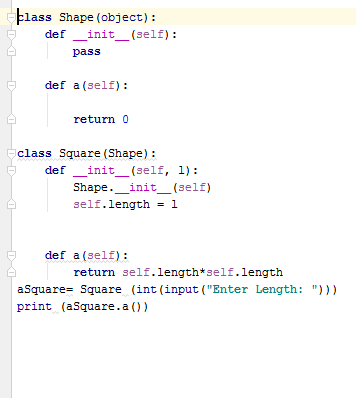 class Shape(object):
    def __init__(self):
        pass

    def a(self):

        return 0

class Square(Shape):
    def __init__(self, l):
        Shape.__init__(self)
        self.length = l


    def a(self):
        return self.length*self.length
aSquare= Square (int(input("Enter Length: ")))
print (aSquare.a())